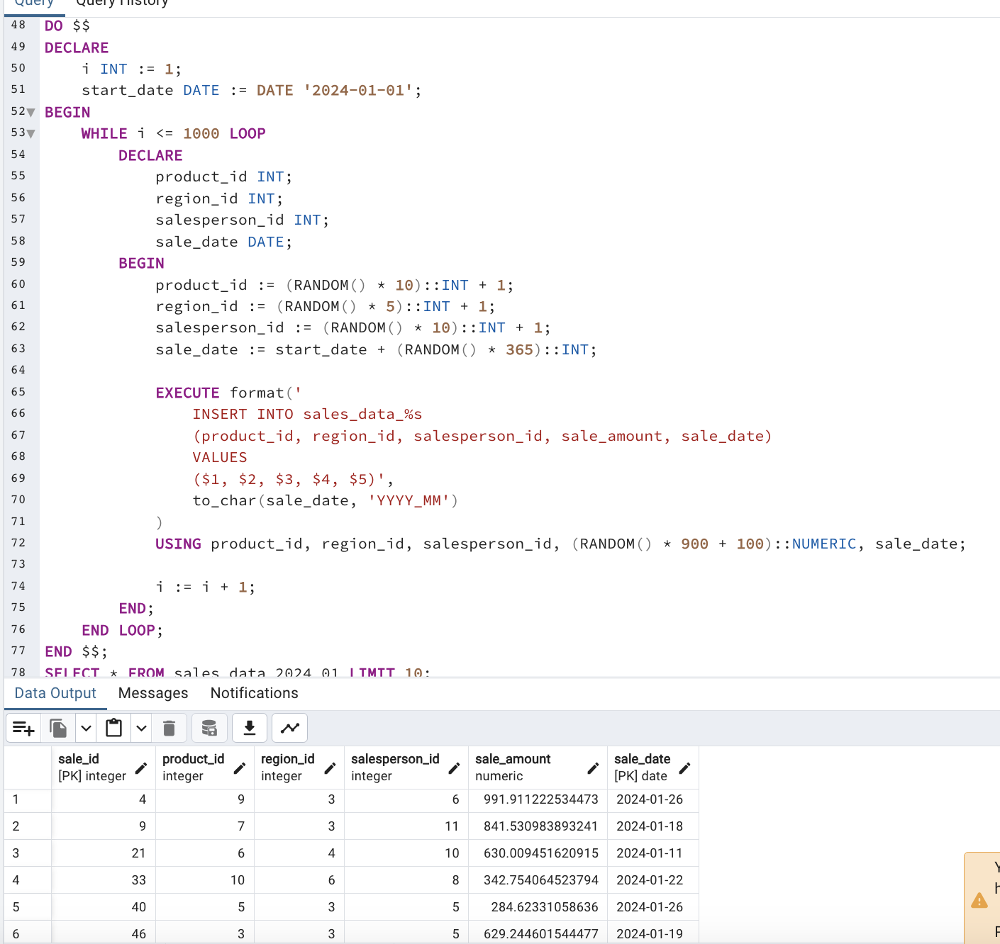 Query Query History
48 DO $$
49 DECLARE
50 i INT := 1;
51 start_date DATE := DATE '2024-01-01';
52 BEGIN
53 WHILE i <= 1000 LOOP
54 DECLARE
55 product_id INT;
56 region_id INT;
57 salesperson_id INT;
58 sale_date DATE;
59 BEGIN
60 product_id := (RANDOM() * 10)::INT + 1;
61 region_id := (RANDOM() * 5)::INT + 1;
62 salesperson_id := (RANDOM() * 10)::INT + 1;
63 sale_date := start_date + (RANDOM() * 365)::INT;
64
65 EXECUTE format('
66 INSERT INTO sales_data_%s
67 (product_id, region_id, salesperson_id, sale_amount, sale_date)
68 VALUES
69 ($1, $2, $3, $4, $5)',
70 to_char(sale_date, 'YYYY_MM')
71 )
72 USING product_id, region_id, salesperson_id, (RANDOM() * 900 + 100)::NUMERIC, sale_date;
73
74 i := i + 1;
75 END;
76 END LOOP;
77 END $$;
78 SELECT * FROM sales_data_2024_01 LIMIT 10;
Data Output Messages Notifications
sale_id product_id region_id salesperson_id sale_amount sale_date
[PK] integer integer integer integer numeric [PK] date
1 4 9 3 6 991.911222534473 2024-01-26
2 9 7 3 11 841.530983893241 2024-01-18
3 21 6 4 10 630.009451620915 2024-01-11
4 33 10 6 8 342.754064523794 2024-01-22
5 40 5 3 5 284.62331058636 2024-01-26
6 46 3 3 5 629.244601544477 2024-01-19